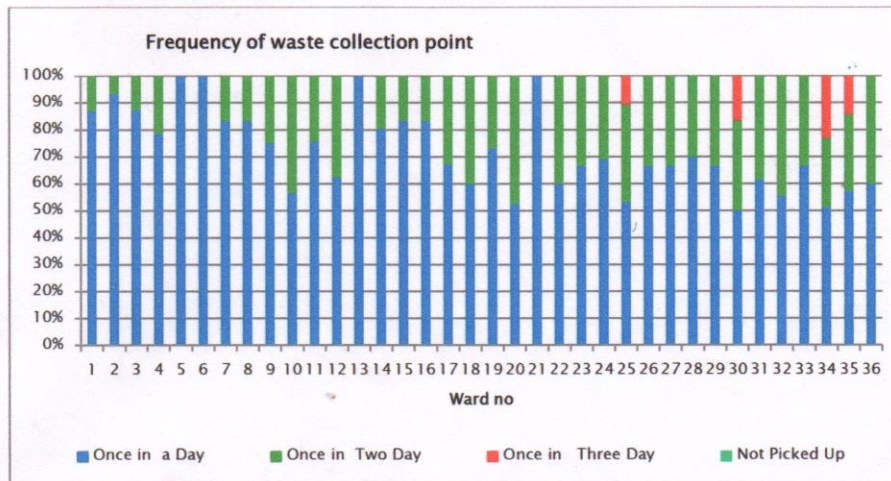 Frequency of waste collection point
100%
90%
80%
70%
60%
50%
40%
30%
20%
10%
0%
1 2 3 4 5 6 7 8 9 10 11 12 13 14 15 16 17 18 19 20 21 22 23 24 25 26 27 28 29 30 31 32 33 34 35 36
Ward no
Once in a Day Once in Two Day Once in Three Day Not Picked Up